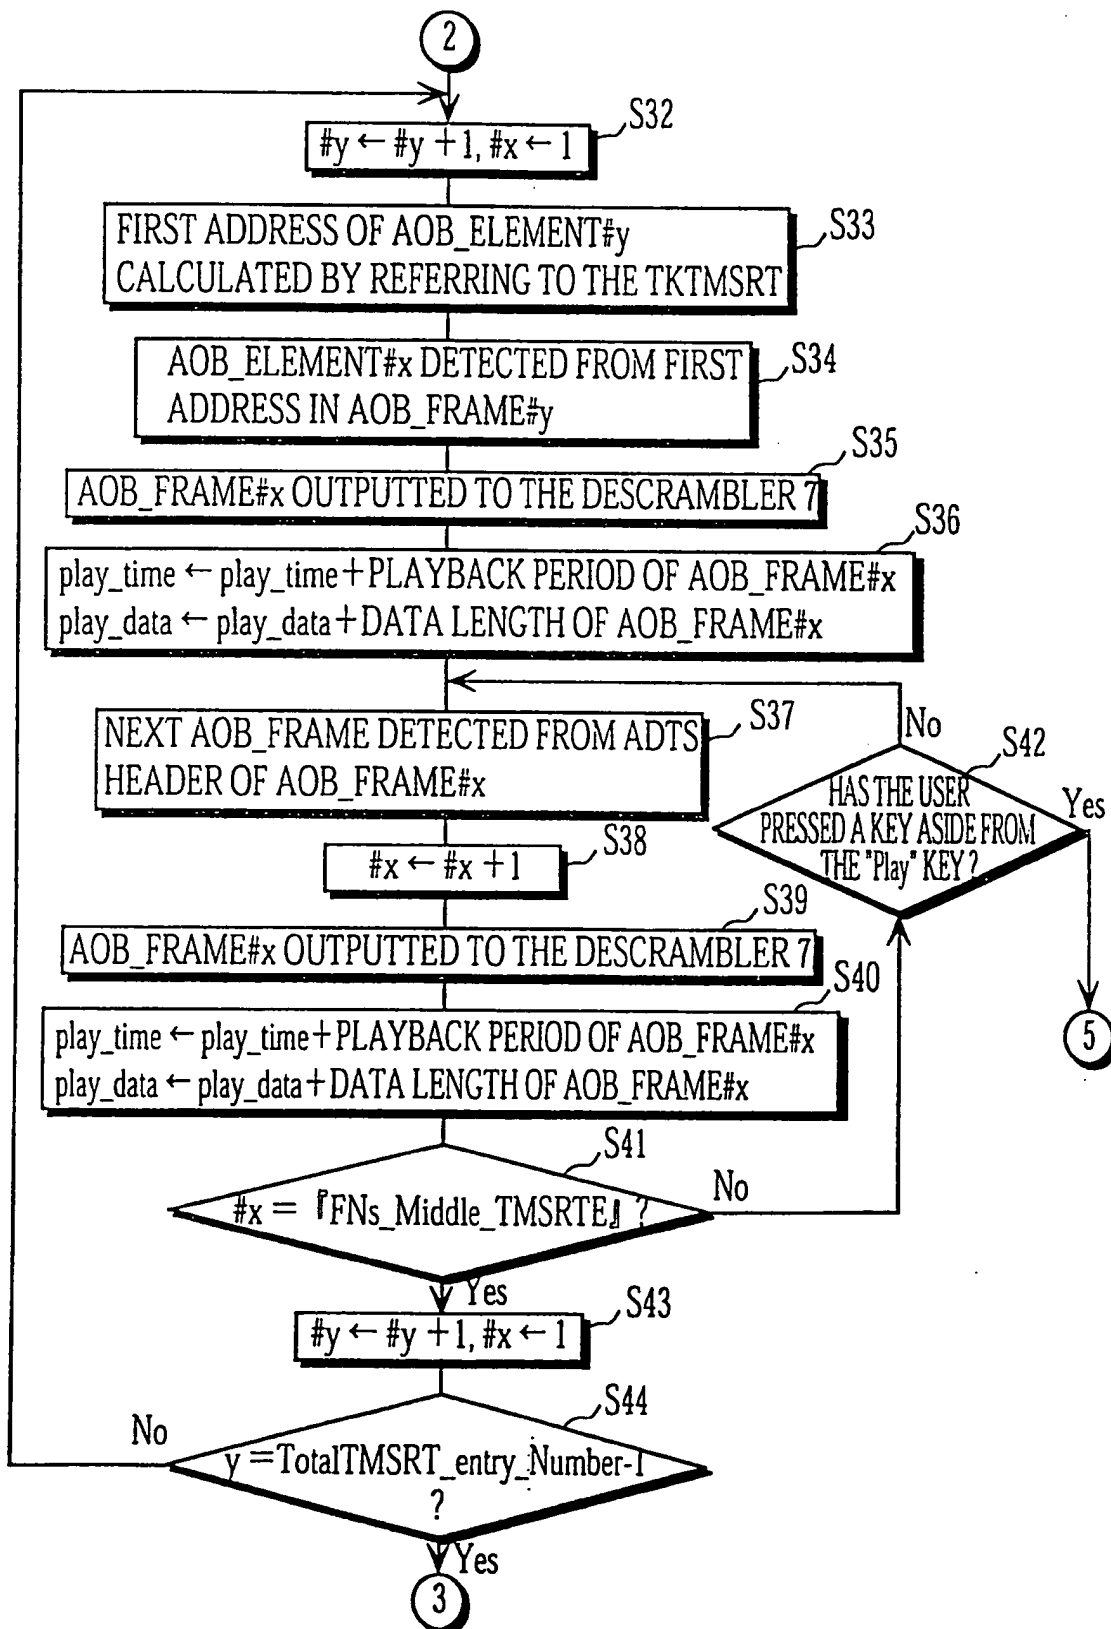 2
S32
#y ← #y + 1, #x ← 1
S33
FIRST ADDRESS OF AOB_ELEMENT#y
CALCULATED BY REFERRING TO THE TKTMSRT
S34
AOB_ELEMENT#x DETECTED FROM FIRST
ADDRESS IN AOB_FRAME#y
S35
AOB_FRAME#x OUTPUTTED TO THE DESCRAMBLER 7
S36
play_time ← play_time+PLAYBACK PERIOD OF AOB_FRAME#x
play_data ← play_data+DATA LENGTH OF AOB_FRAME#x
S37
NEXT AOB_FRAME DETECTED FROM ADTS
HEADER OF AOB_FRAME#x
No
S42
HAS THE USER
PRESSED A KEY ASIDE FROM
THE "Play" KEY ?
Yes
S38
#x ← #x + 1
S39
AOB_FRAME#x OUTPUTTED TO THE DESCRAMBLER 7
S40
play_time ← play_time+PLAYBACK PERIOD OF AOB_FRAME#x
play_data ← play_data+DATA LENGTH OF AOB_FRAME#x
5
S41
#x = 『FNs_Middle_TMSRTE』 ?
No
Yes
S43
#y ← #y + 1, #x ← 1
S44
No
y =TotalTMSRT_entry_Number-1
?
Yes
3